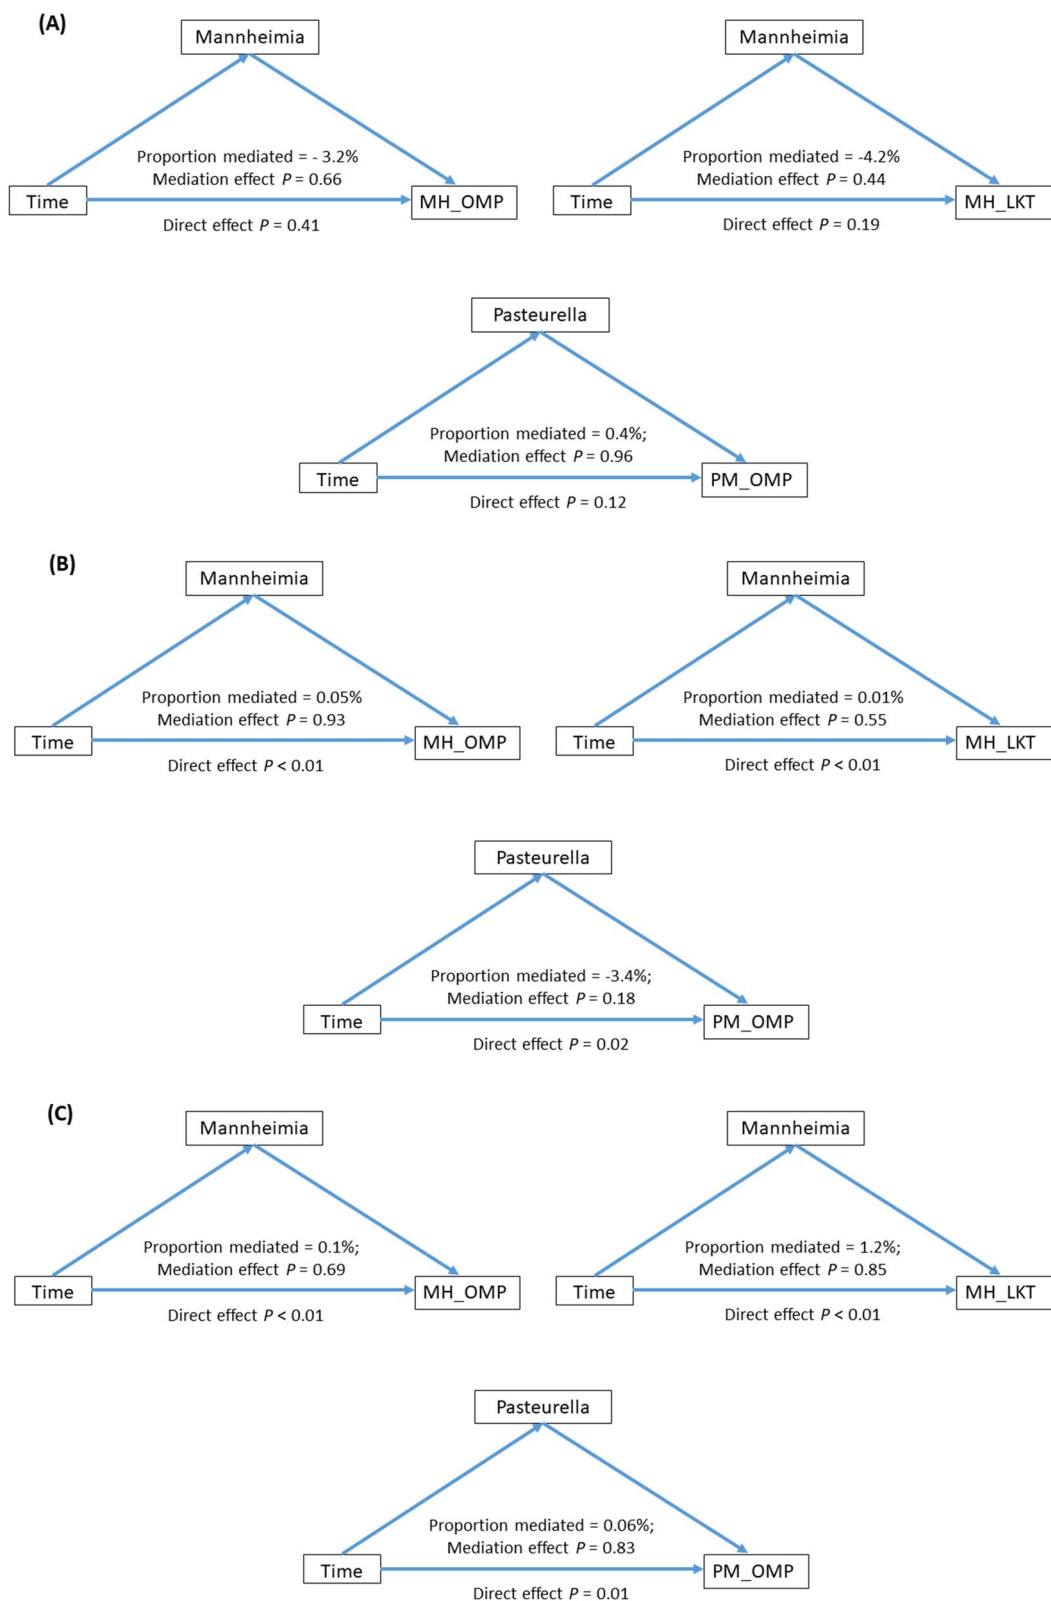 (A)
Mannheimia
Mannheimia
Proportion mediated = - 3.2%
Mediation effect P = 0.66
Proportion mediated = -4.2%
Mediation effect P = 0.44
Time
MH_OMP
Time
MH_LKT
Direct effect P = 0.41
Direct effect P = 0.19
Pasteurella
Proportion mediated = 0.4%;
Mediation effect P = 0.96
Time
PM_OMP
Direct effect P = 0.12
(B)
Mannheimia
Mannheimia
Proportion mediated = 0.05%
Mediation effect P = 0.93
Proportion mediated = 0.01%
Mediation effect P = 0.55
Time
MH_OMP
Time
MH_LKT
Direct effect P < 0.01
Direct effect P < 0.01
Pasteurella
Proportion mediated = -3.4%;
Mediation effect P = 0.18
Time
PM_OMP
Direct effect P = 0.02
(C)
Mannheimia
Mannheimia
Proportion mediated = 0.1%;
Mediation effect P = 0.69
Proportion mediated = 1.2%;
Mediation effect P = 0.85
Time
MH_OMP
Time
MH_LKT
Direct effect P < 0.01
Direct effect P < 0.01
Pasteurella
Proportion mediated = 0.06%;
Mediation effect P = 0.83
Time
PM_OMP
Direct effect P = 0.01